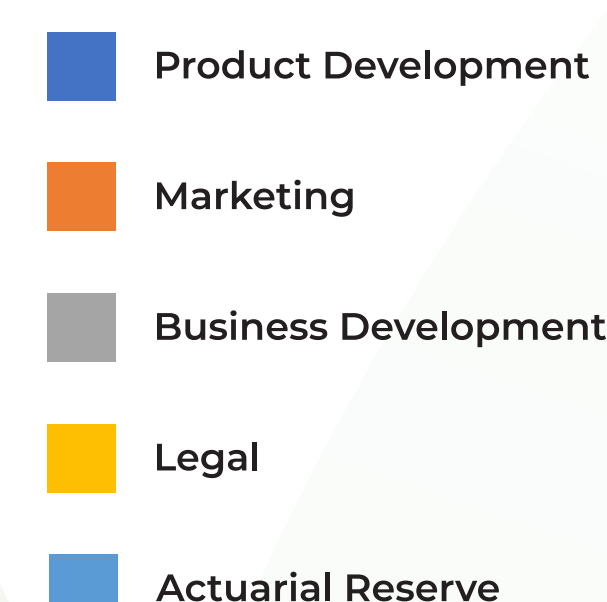 Product Development
Marketing
Business Development
Legal
Actuarial Reserve